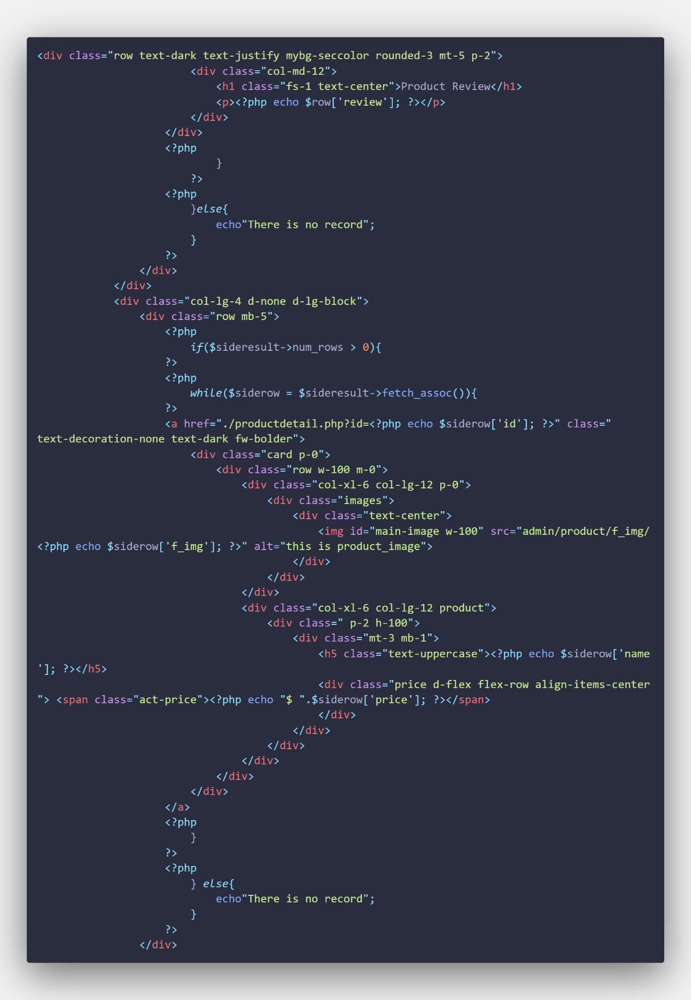 <div class="row text-dark text-justify mybg-seccolor rounded-3 mt-5 p-2">
                        <div class="col-md-12">
                            <h1 class="fs-1 text-center">Product Review</h1>
                            <p><?php echo $row['review']; ?></p>
                        </div>
                    </div>
                    <?php
                            }
                        ?>
                    <?php
                        }else{
                            echo"There is no record";
                        }
                    ?>
                </div>
            </div>
            <div class="col-lg-4 d-none d-lg-block">
                <div class="row mb-5">
                    <?php
                        if($sideresult->num_rows > 0){
                    ?>
                    <?php
                        while($siderow = $sideresult->fetch_assoc()){
                    ?>
                    <a href="./productdetail.php?id=<?php echo $siderow['id']; ?>" class="
text-decoration-none text-dark fw-bolder">
                        <div class="card p-0">
                            <div class="row w-100 m-0">
                                <div class="col-xl-6 col-lg-12 p-0">
                                    <div class="images">
                                        <div class="text-center">
                                            <img id="main-image w-100" src="admin/product/f_img/
<?php echo $siderow['f_img']; ?>" alt="this is product_image">
                                        </div>
                                    </div>
                                </div>
                                <div class="col-xl-6 col-lg-12 product">
                                    <div class=" p-2 h-100">
                                        <div class="mt-3 mb-1">
                                            <h5 class="text-uppercase"><?php echo $siderow['name
']; ?></h5>
                                            <div class="price d-flex flex-row align-items-center
"> <span class="act-price"><?php echo "$ ".$siderow['price']; ?></span>
                                            </div>
                                        </div>
                                    </div>
                                </div>
                            </div>
                        </div>
                    </a>
                    <?php
                        }
                    ?>
                    <?php
                        } else{
                            echo"There is no record";
                        }
                    ?>
                </div>